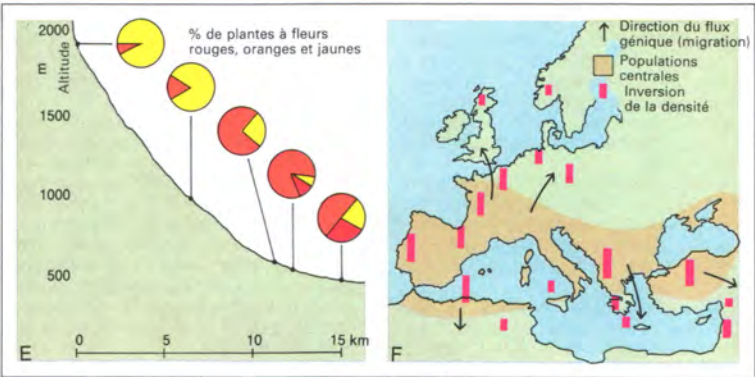 2000
m
Altitude
1500
1000
500
% de plantes à fleurs
rouges, oranges et jaunes
E
0
5
10
15 km
Direction du flux
génique (migration)
Populations
centrales
Inversion
de la densité
F